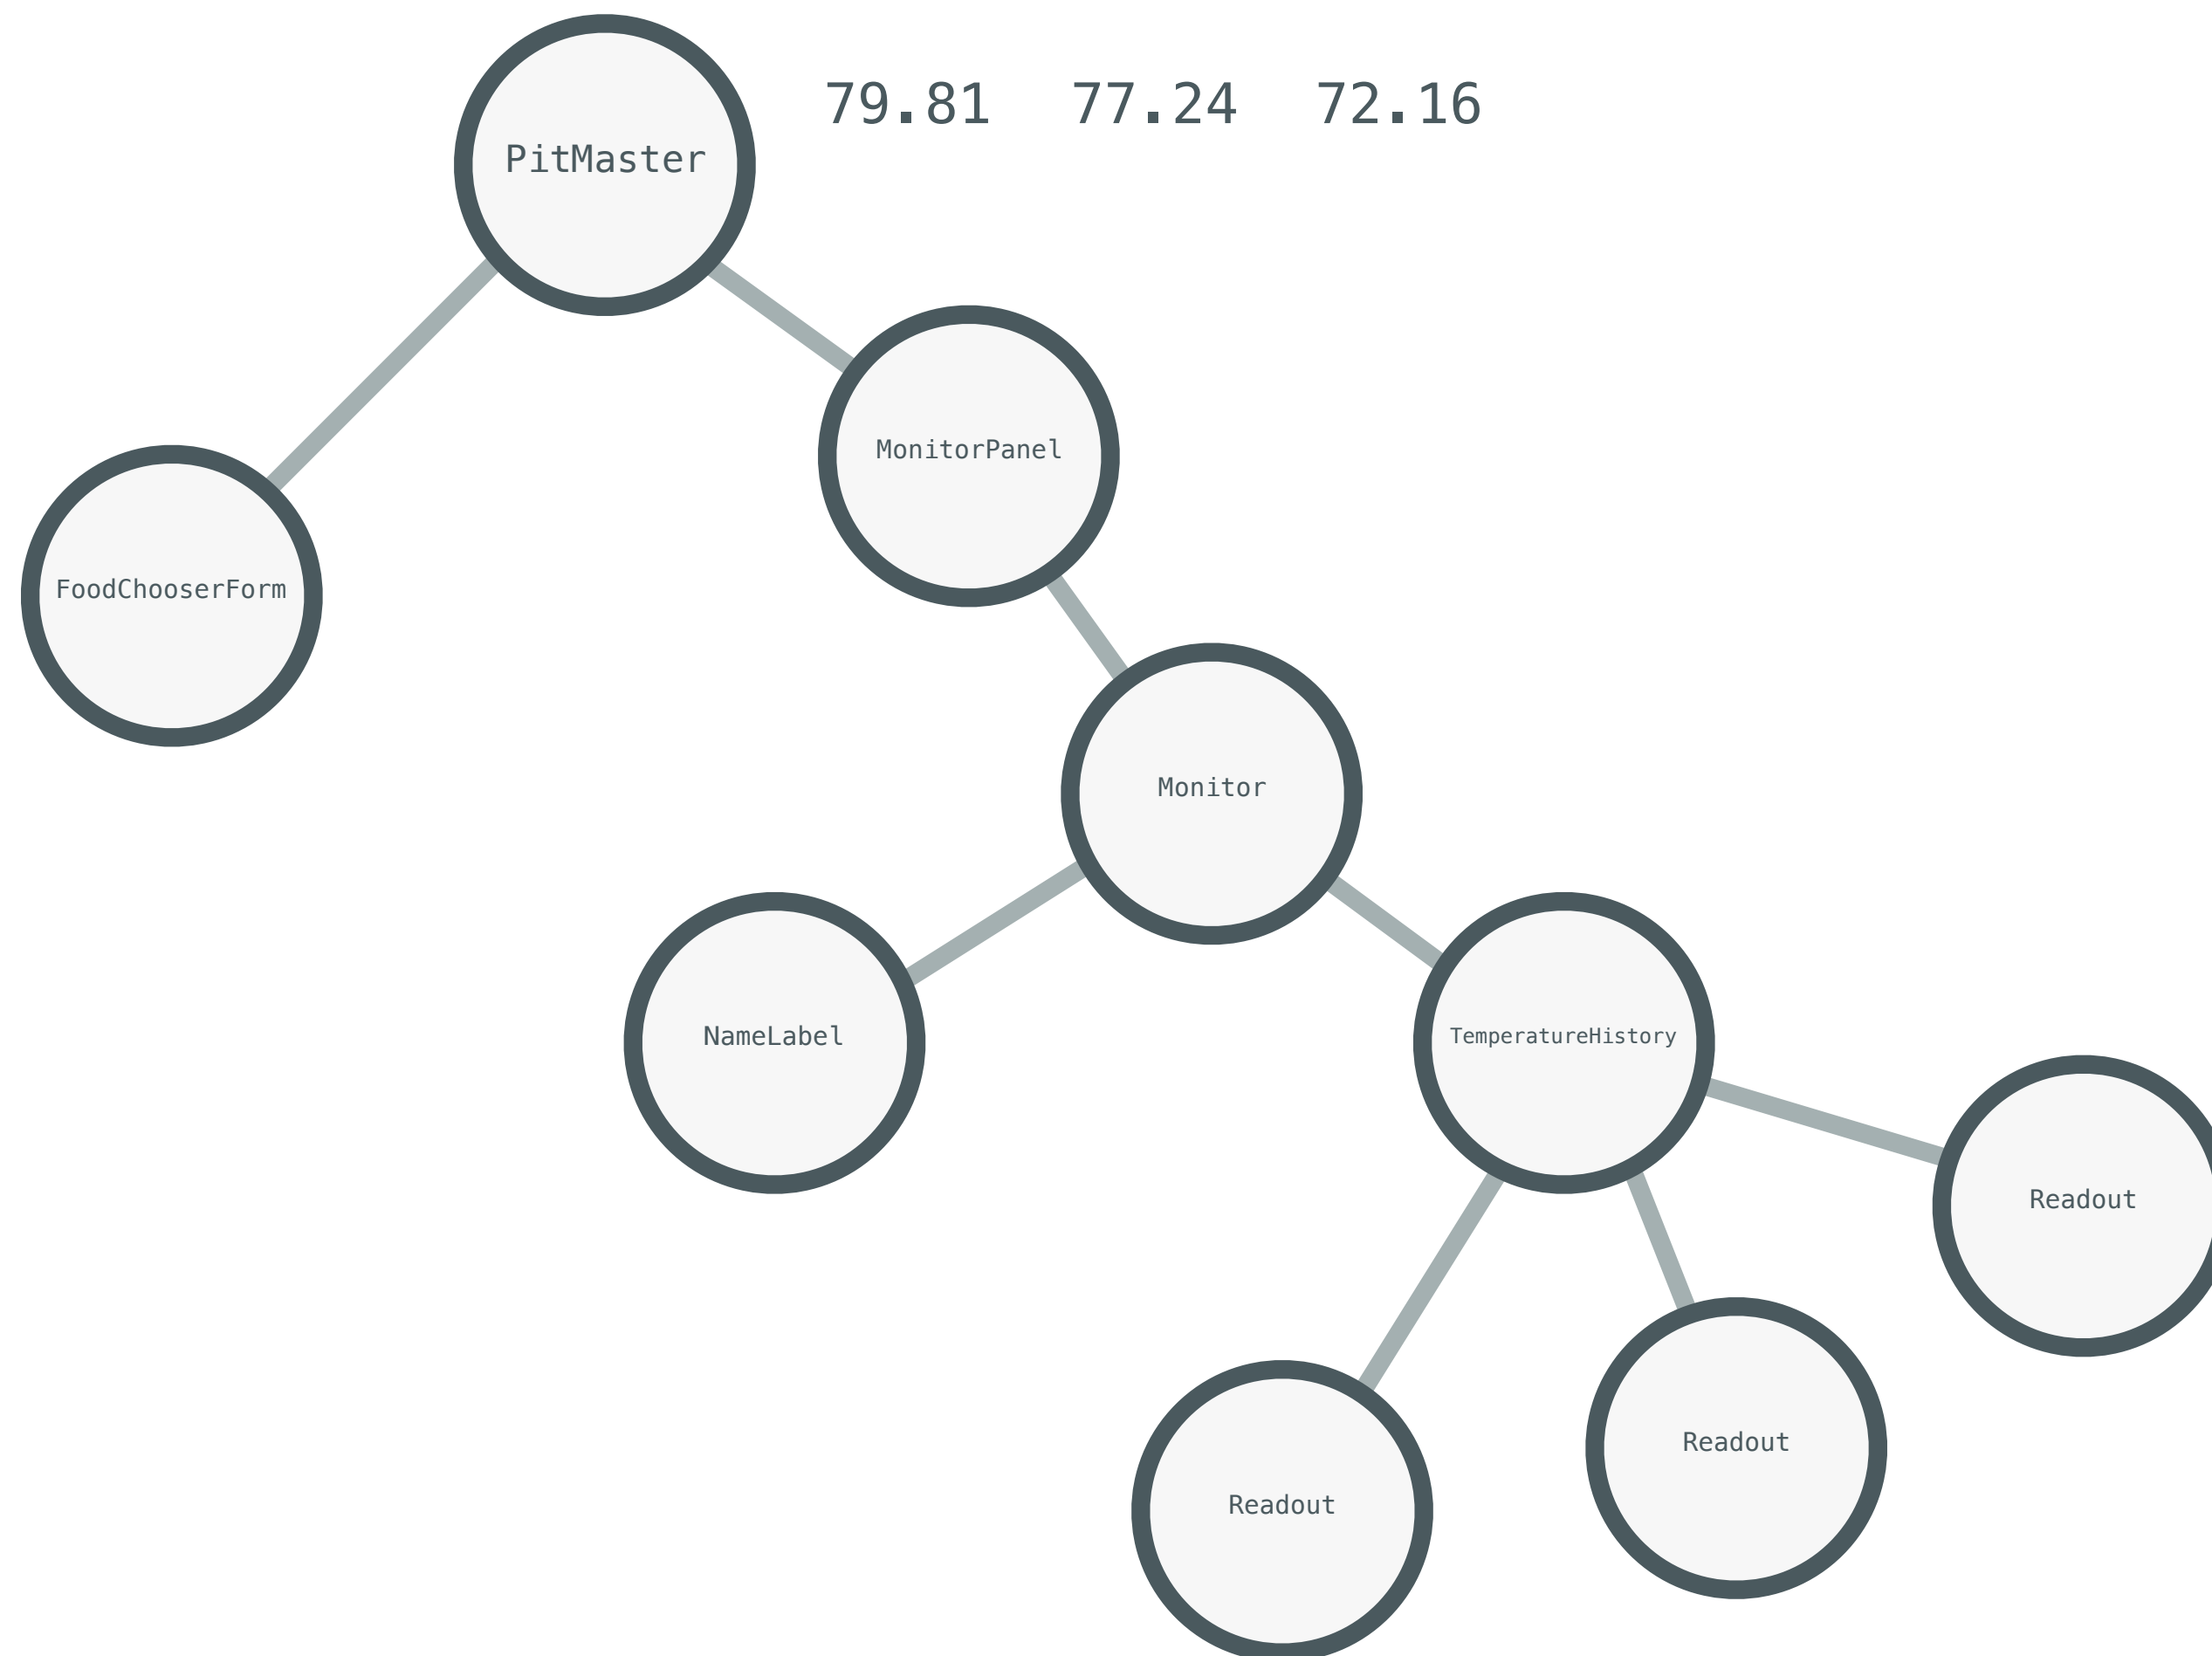 79.81 77.24 72.16
PitMaster
MonitorPanel
FoodChooserForm
Monitor
NameLabel
TemperatureHistory
Readout
Readout
Readout